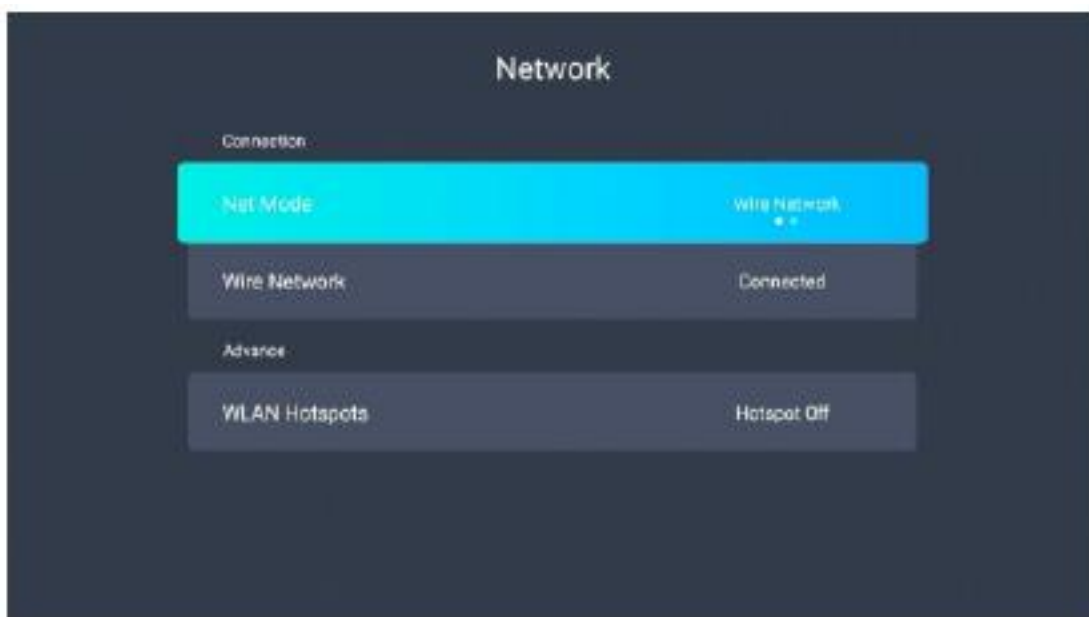 Network
Connection
Net Mode Wire Network
Wire Network Connected
Advance
WLAN Hotspots Hotspot Off